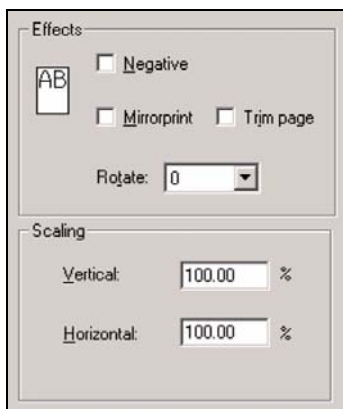 Effects
AB
Negative
Mirrorprint Trim page
Rotate: 0
Scaling
Vertical: 100.00 %
Horizontal: 100.00 %